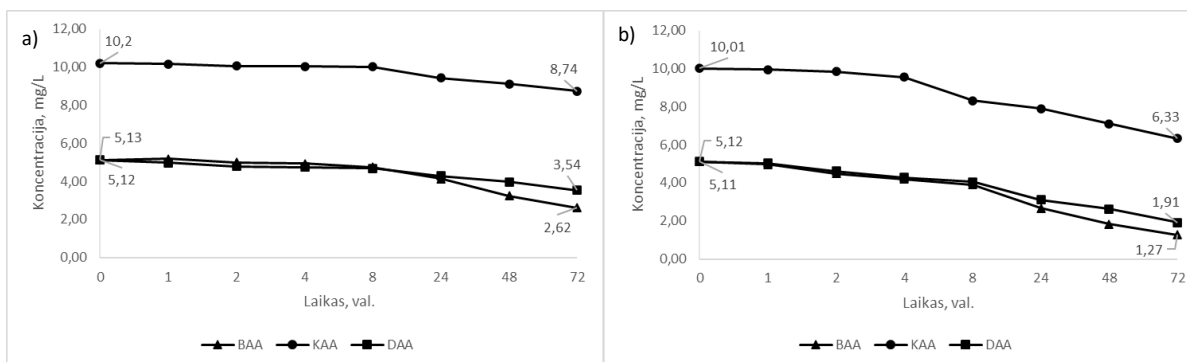 a)
Koncentracija, mg/L
12,00
10,00
8,00
6,00
4,00
2,00
0,00
10,2
8,74
5,13
5,12
3,54
2,62
0 1 2 4 8 24 48 72
Laikas, val.
BAA KAA DAA
b)
Koncentracija, mg/L
12,00
10,00
8,00
6,00
4,00
2,00
0,00
10,01
6,33
5,12
5,11
1,91
1,27
0 1 2 4 8 24 48 72
Laikas, val.
BAA KAA DAA